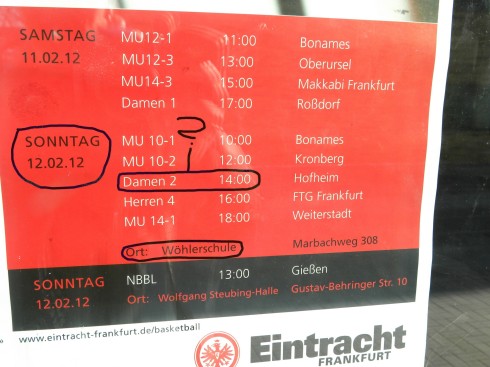 SAMSTAG MU12-1 11:00 Bonames
11.02.12 MU12-3 13:00 Oberursel
MU14-3 15:00 Makkabi Frankfurt
Damen 1 17:00 Roßdorf
?
SONNTAG MU 10-1 10:00 Bonames
12.02.12 MU 10-2 12:00 Kronberg
Damen 2 14:00 Hofheim
Herren 4 16:00 FTG Frankfurt
MU 14-1 18:00 Weiterstadt
Ort: Wöhlerschule Marbachweg 308
SONNTAG NBBL 13:00 Gießen
12.02.12 Ort: Wolfgang Steubing-Halle Gustav-Behringer Str. 10
www.eintracht-frankfurt.de/basketball
Eintracht
FRANKFURT